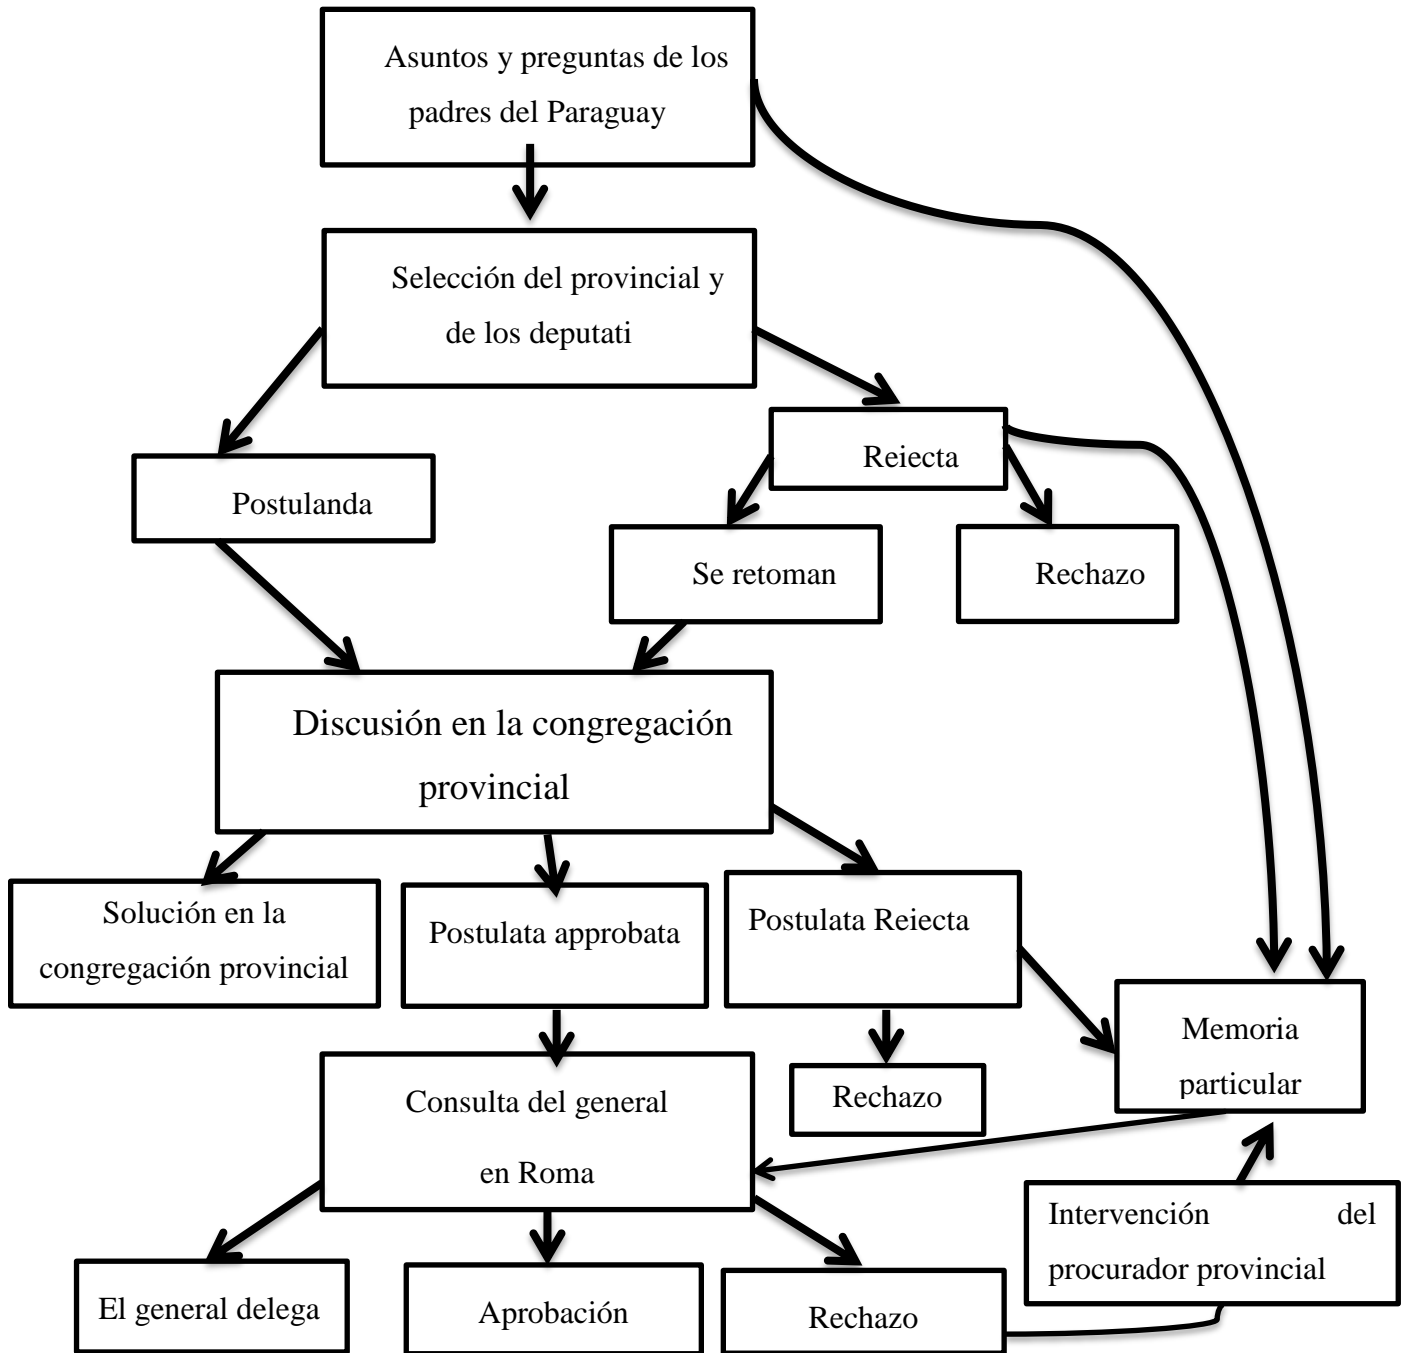 Asuntos y preguntas de los
padres del Paraguay
Selección del provincial y
de los deputati
Reiecta
Postulanda
Se retoman
Rechazo
Discusión en la congregación
provincial
Solución en la
congregación provincial
Postulata approbata
Postulata Reiecta
Memoria
particular
Rechazo
Consulta del general
en Roma
Intervención del
procurador provincial
El general delega
Aprobación
Rechazo